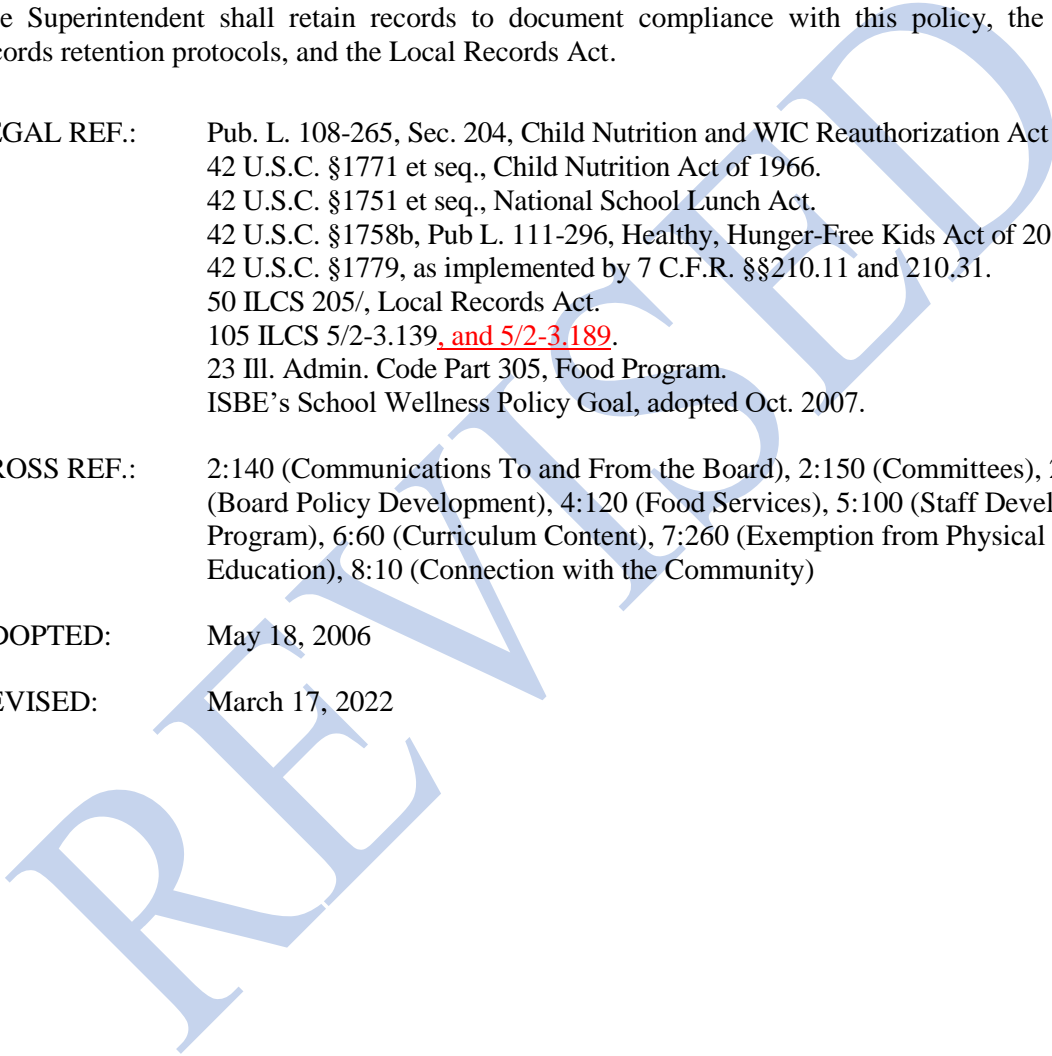 e Superintendent shall retain records to document compliance with this policy, the
cords retention protocols, and the Local Records Act.
EGAL REF.: Pub. L. 108-265, Sec. 204, Child Nutrition and WIC Reauthorization Act
42 U.S.C. §1771 et seq., Child Nutrition Act of 1966.
42 U.S.C. §1751 et seq., National School Lunch Act.
42 U.S.C. §1758b, Pub L. 111-296, Healthy, Hunger-Free Kids Act of 20
42 U.S.C. §1779, as implemented by 7 C.F.R. §§210.11 and 210.31.
50 ILCS 205/, Local Records Act.
105 ILCS 5/2-3.139, and 5/2-3.189.
23 Ill. Admin. Code Part 305, Food Program.
ISBE's School Wellness Policy Goal, adopted Oct. 2007.
ROSS REF.: 2:140 (Communications To and From the Board), 2:150 (Committees), 2
(Board Policy Development), 4:120 (Food Services), 5:100 (Staff Devel
Program), 6:60 (Curriculum Content), 7:260 (Exemption from Physical
Education), 8:10 (Connection with the Community)
DOPTED: May 18, 2006
EVISED: March 17, 2022
REVISED